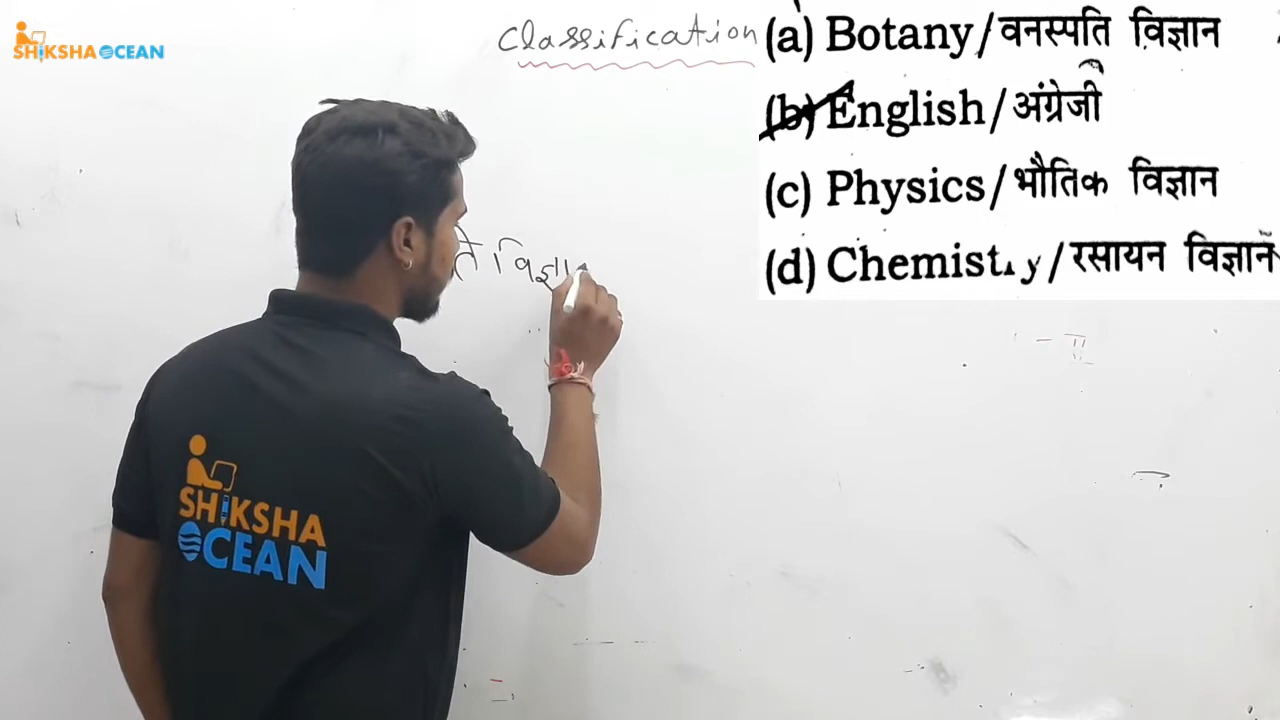 SHIKSHA OCEAN
Classification
(a) Botany/वनस्पति विज्ञान
(b) English/अंग्रेजी
(c) Physics/भौतिक विज्ञान
(d) Chemistry/रसायन विज्ञान
SHIKSHA
OCEAN